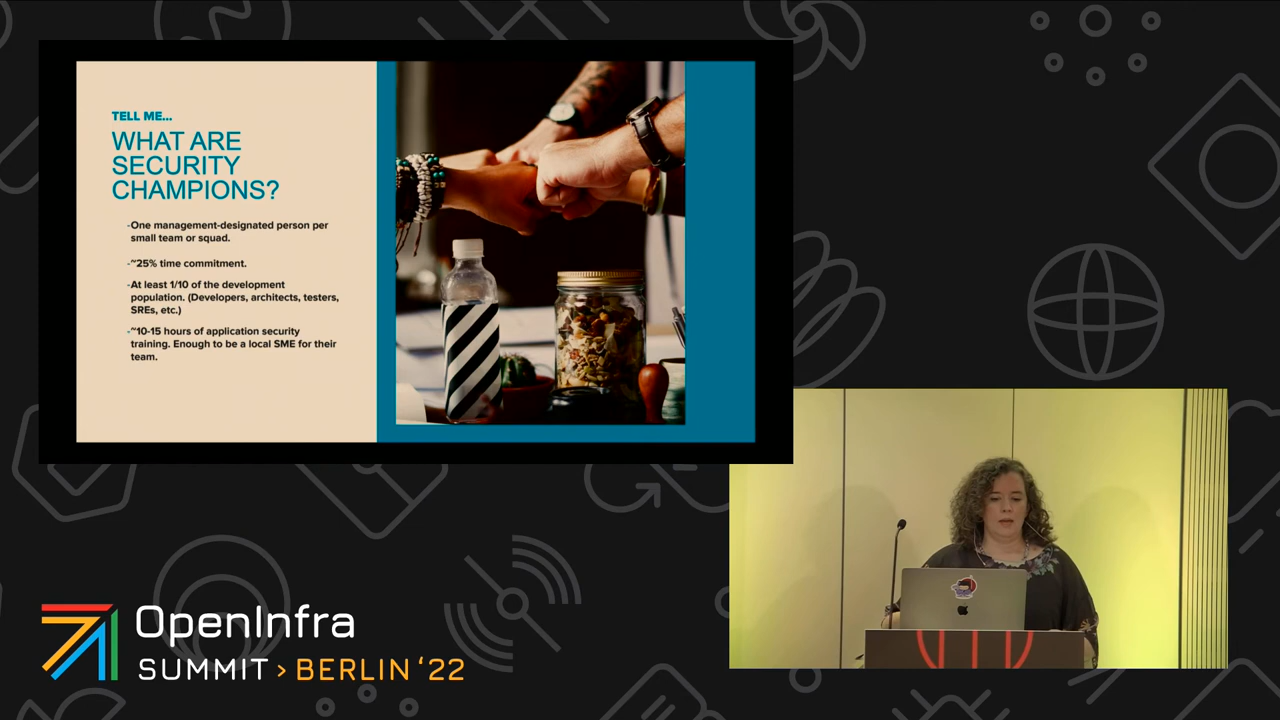 TELL ME...
WHAT ARE
SECURITY
CHAMPIONS?
-One management-designated person per
small team or squad.
-~25% time commitment.
-At least 1/10 of the development
population. (Developers, architects, testers,
SREs, etc.)
-~10-15 hours of application security
training. Enough to be a local SME for their
team.
OpenInfra
SUMMIT > BERLIN ‘22